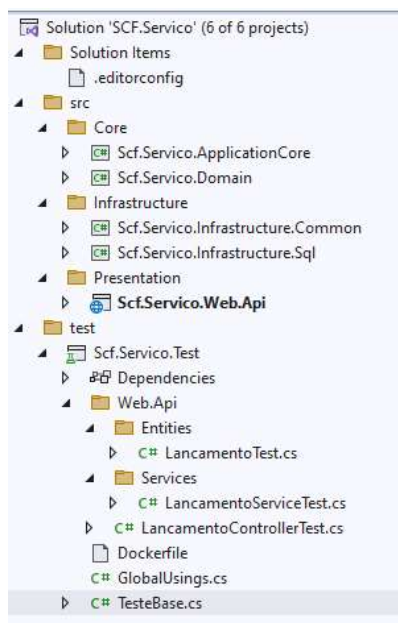 Solution 'SCF.Servico' (6 of 6 projects)
Solution Items
.editorconfig
src
Core
C# Scf.Servico.ApplicationCore
C# Scf.Servico.Domain
Infrastructure
C# Scf.Servico.Infrastructure.Common
C# Scf.Servico.Infrastructure.Sql
Presentation
Scf.Servico.Web.Api
test
Scf.Servico.Test
Dependencies
Web.Api
Entities
C# LancamentoTest.cs
Services
C# LancamentoServiceTest.cs
C# LancamentoControllerTest.cs
Dockerfile
C# GlobalUsings.cs
C# TesteBase.cs